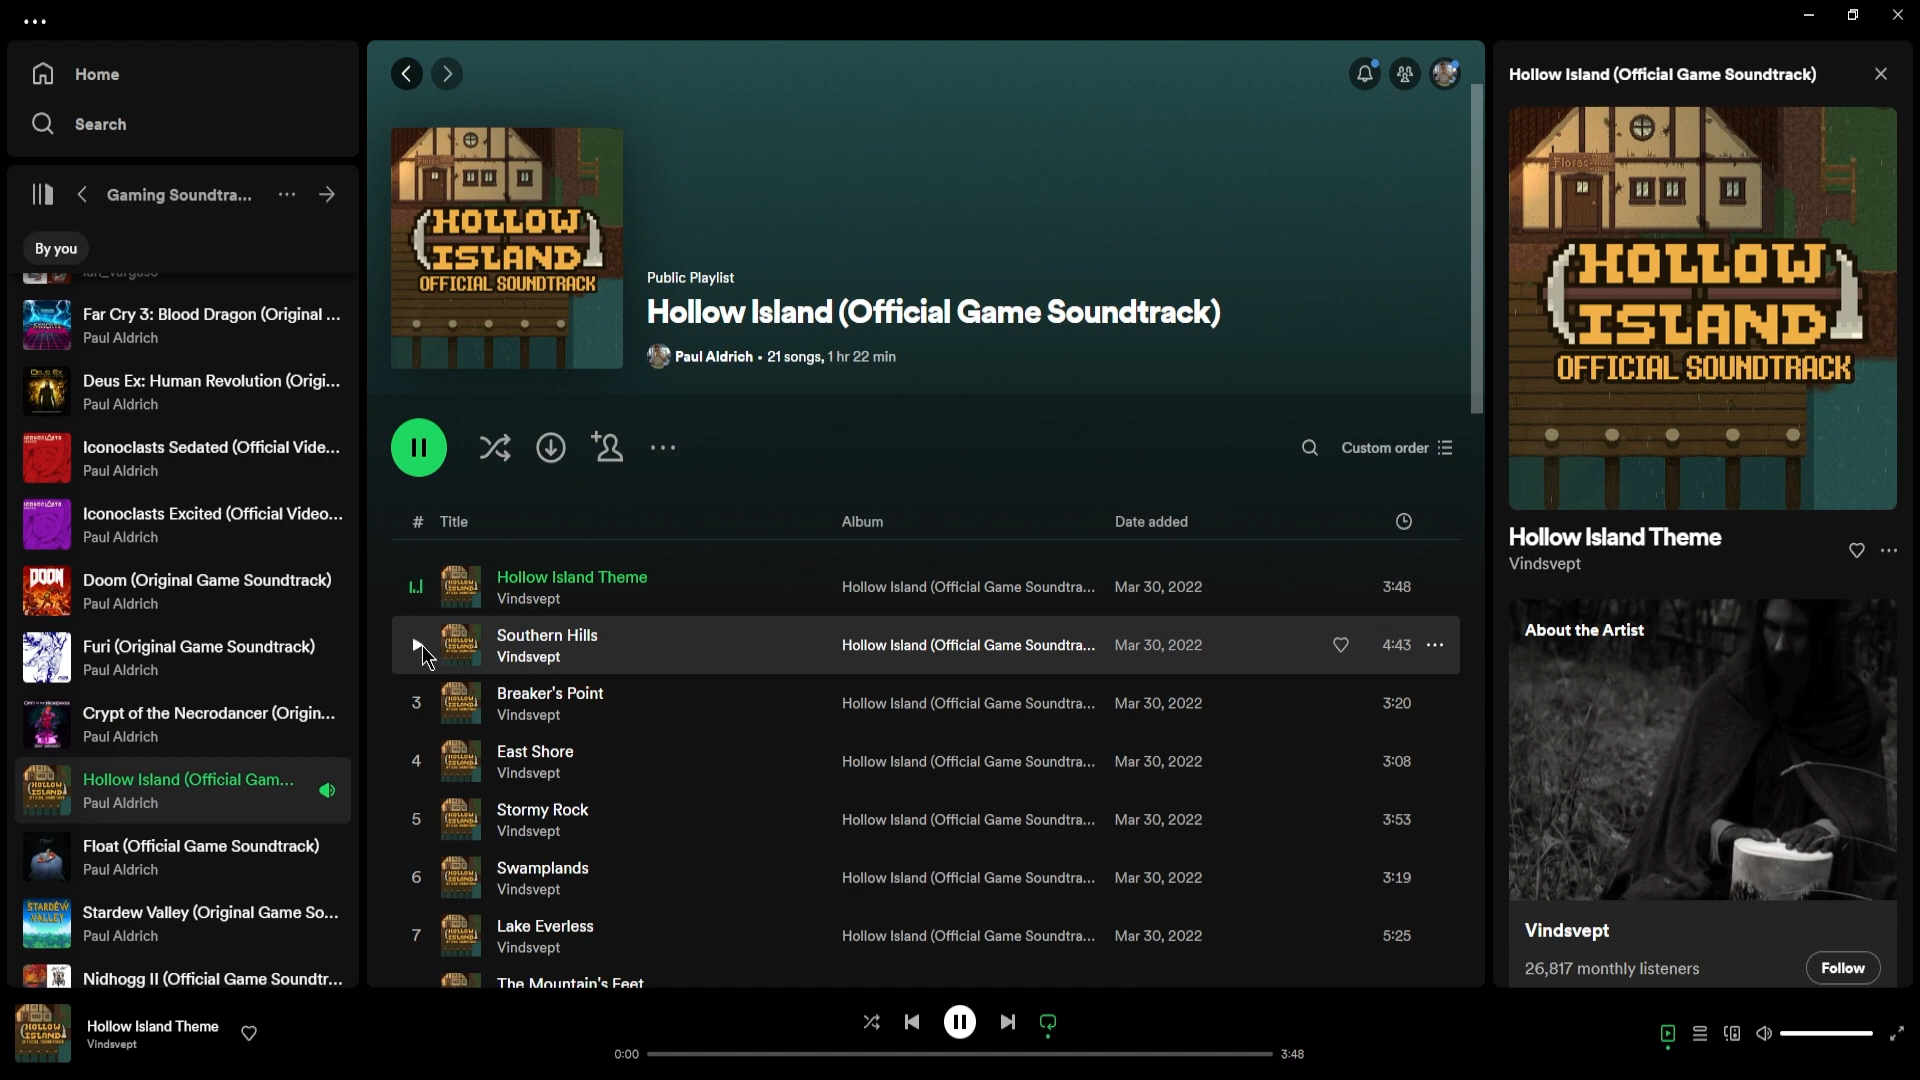 Home
Search
Gaming Soundtra...
By you
Far Cry 3: Blood Dragon (Original ...
Paul Aldrich
Deus Ex: Human Revolution (Origi...
Paul Aldrich
Iconoclasts Sedated (Official Vide...
Paul Aldrich
Iconoclasts Excited (Official Video...
Paul Aldrich
Doom (Original Game Soundtrack)
Paul Aldrich
Furi (Original Game Soundtrack)
Paul Aldrich
Crypt of the Necrodancer (Origin...
Paul Aldrich
Hollow Island (Official Gam...
Paul Aldrich
Float (Official Game Soundtrack)
Paul Aldrich
Stardew Valley (Original Game So...
Paul Aldrich
Nidhogg II (Official Game Soundtr...
HOLLOW
ISLAND
OFFICIAL SOUNDTRACK
Public Playlist
Hollow Island (Official Game Soundtrack)
Paul Aldrich • 21 songs, 1 hr 22 min
Custom order
# Title Album Date added
Hollow Island Theme
Vindsvept
Hollow Island (Official Game Soundtra... Mar 30, 2022 3:48
Southern Hills
Vindsvept
Hollow Island (Official Game Soundtra... Mar 30, 2022 4:43
3 Breaker's Point
Vindsvept
Hollow Island (Official Game Soundtra... Mar 30, 2022 3:20
4 East Shore
Vindsvept
Hollow Island (Official Game Soundtra... Mar 30, 2022 3:08
5 Stormy Rock
Vindsvept
Hollow Island (Official Game Soundtra... Mar 30, 2022 3:53
6 Swamplands
Vindsvept
Hollow Island (Official Game Soundtra... Mar 30, 2022 3:19
7 Lake Everless
Vindsvept
Hollow Island (Official Game Soundtra... Mar 30, 2022 5:25
The Mountain's Feet
Hollow Island (Official Game Soundtrack)
Floras
HOLLOW
ISLAND
OFFICIAL SOUNDTRACK
Hollow Island Theme
Vindsvept
About the Artist
Vindsvept
26,817 monthly listeners
Follow
Hollow Island Theme
Vindsvept
0:00
3:48